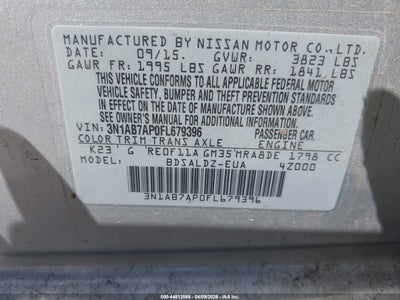 MANUFACTURED BY NISSAN MOTOR CO., LTD.
DATE: 09/15. GVWR: 3823 LBS
GAWR FR: 1995 LBS GAWR RR: 1841 LBS
THIS VEHICLE CONFORMS TO ALL APPLICABLE FEDERAL MOTOR
VEHICLE SAFETY, BUMPER AND THEFT PREVENTION STANDARDS
IN EFFECT ON THE DATE OF MANUFACTURE SHOWN ABOVE.
SEE OWNER'S MANUAL FOR ADDITIONAL INFORMATION.
VIN: 3N1AB7AP0FL679396 PASSENGER CAR.
COLOR TRIM TRANS AXLE ENGINE
K23 G RE0F11A GM35 MRA8DE 1798 CC
MODEL: BDSALDZ-EUA 4Z000
3N1AB7AP0FL679396
000-44812588 - 04/09/2026 - IAA